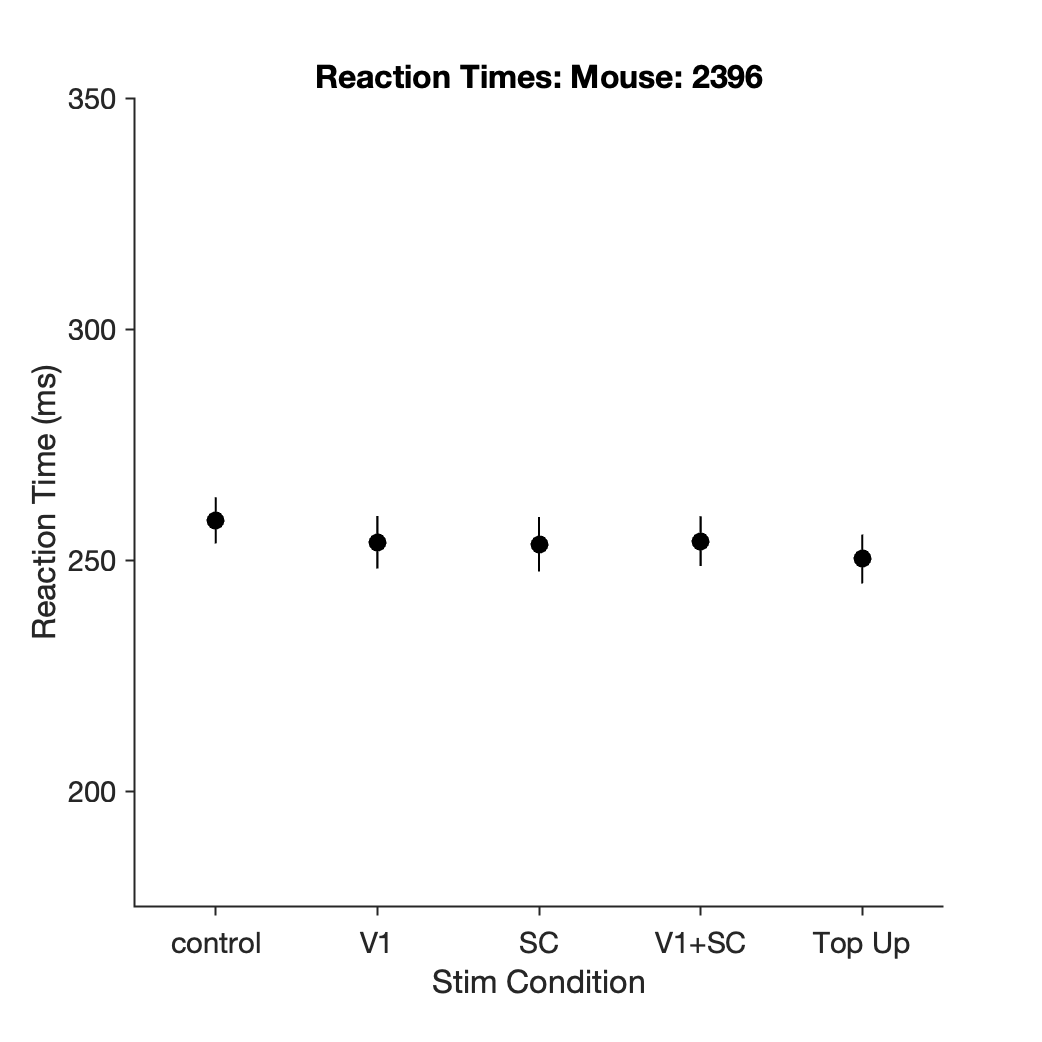 Reaction Times: Mouse: 2396
350
300
250
200
Reaction Time (ms)
control V1 SC V1+SC Top Up
Stim Condition